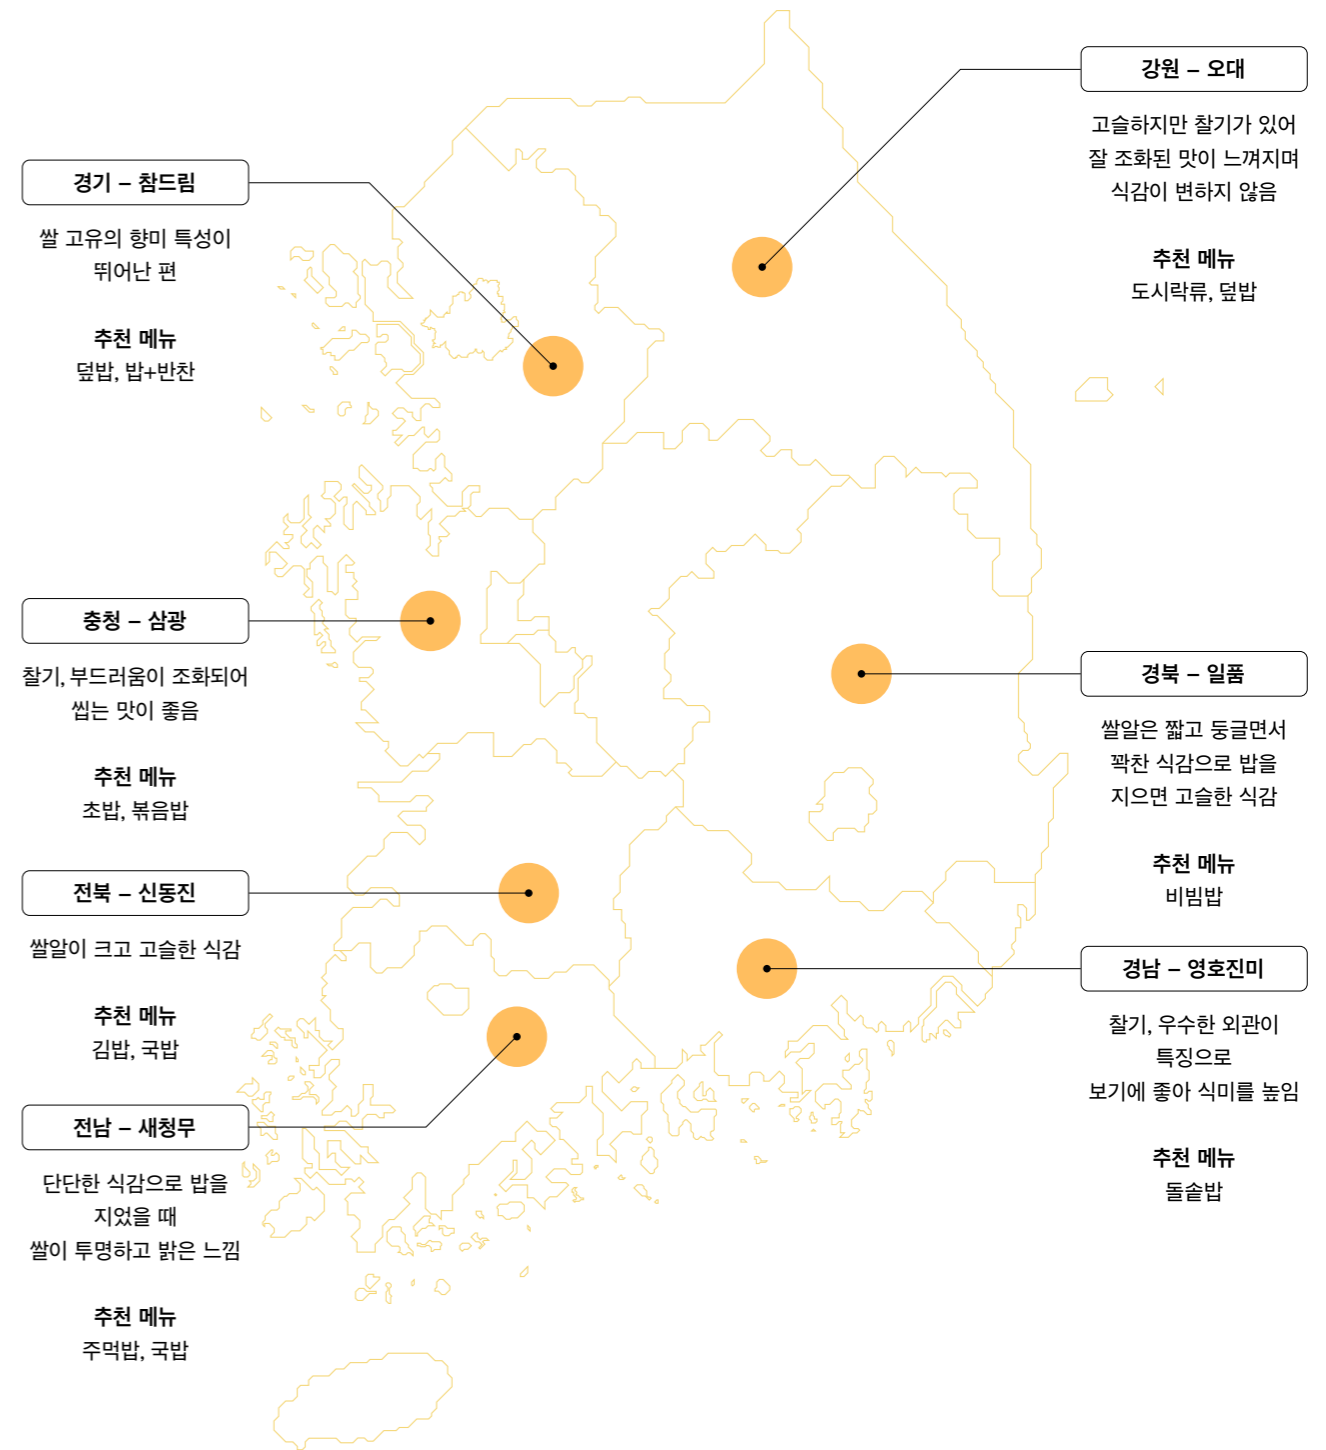 경기 – 참드림
쌀 고유의 향미 특성이
뛰어난 편
추천 메뉴
덮밥, 밥+반찬
충청 – 삼광
찰기, 부드러움이 조화되어
씹는 맛이 좋음
추천 메뉴
초밥, 볶음밥
전북 – 신동진
쌀알이 크고 고슬한 식감
추천 메뉴
김밥, 국밥
전남 – 새청무
단단한 식감으로 밥을
지었을 때
쌀이 투명하고 밝은 느낌
추천 메뉴
주먹밥, 국밥
강원 – 오대
고슬하지만 찰기가 있어
잘 조화된 맛이 느껴지며
식감이 변하지 않음
추천 메뉴
도시락류, 덮밥
경북 – 일품
쌀알은 짧고 둥글면서
꽉찬 식감으로 밥을
지으면 고슬한 식감
추천 메뉴
비빔밥
경남 – 영호진미
찰기, 우수한 외관이
특징으로
보기에 좋아 식미를 높임
추천 메뉴
돌솥밥